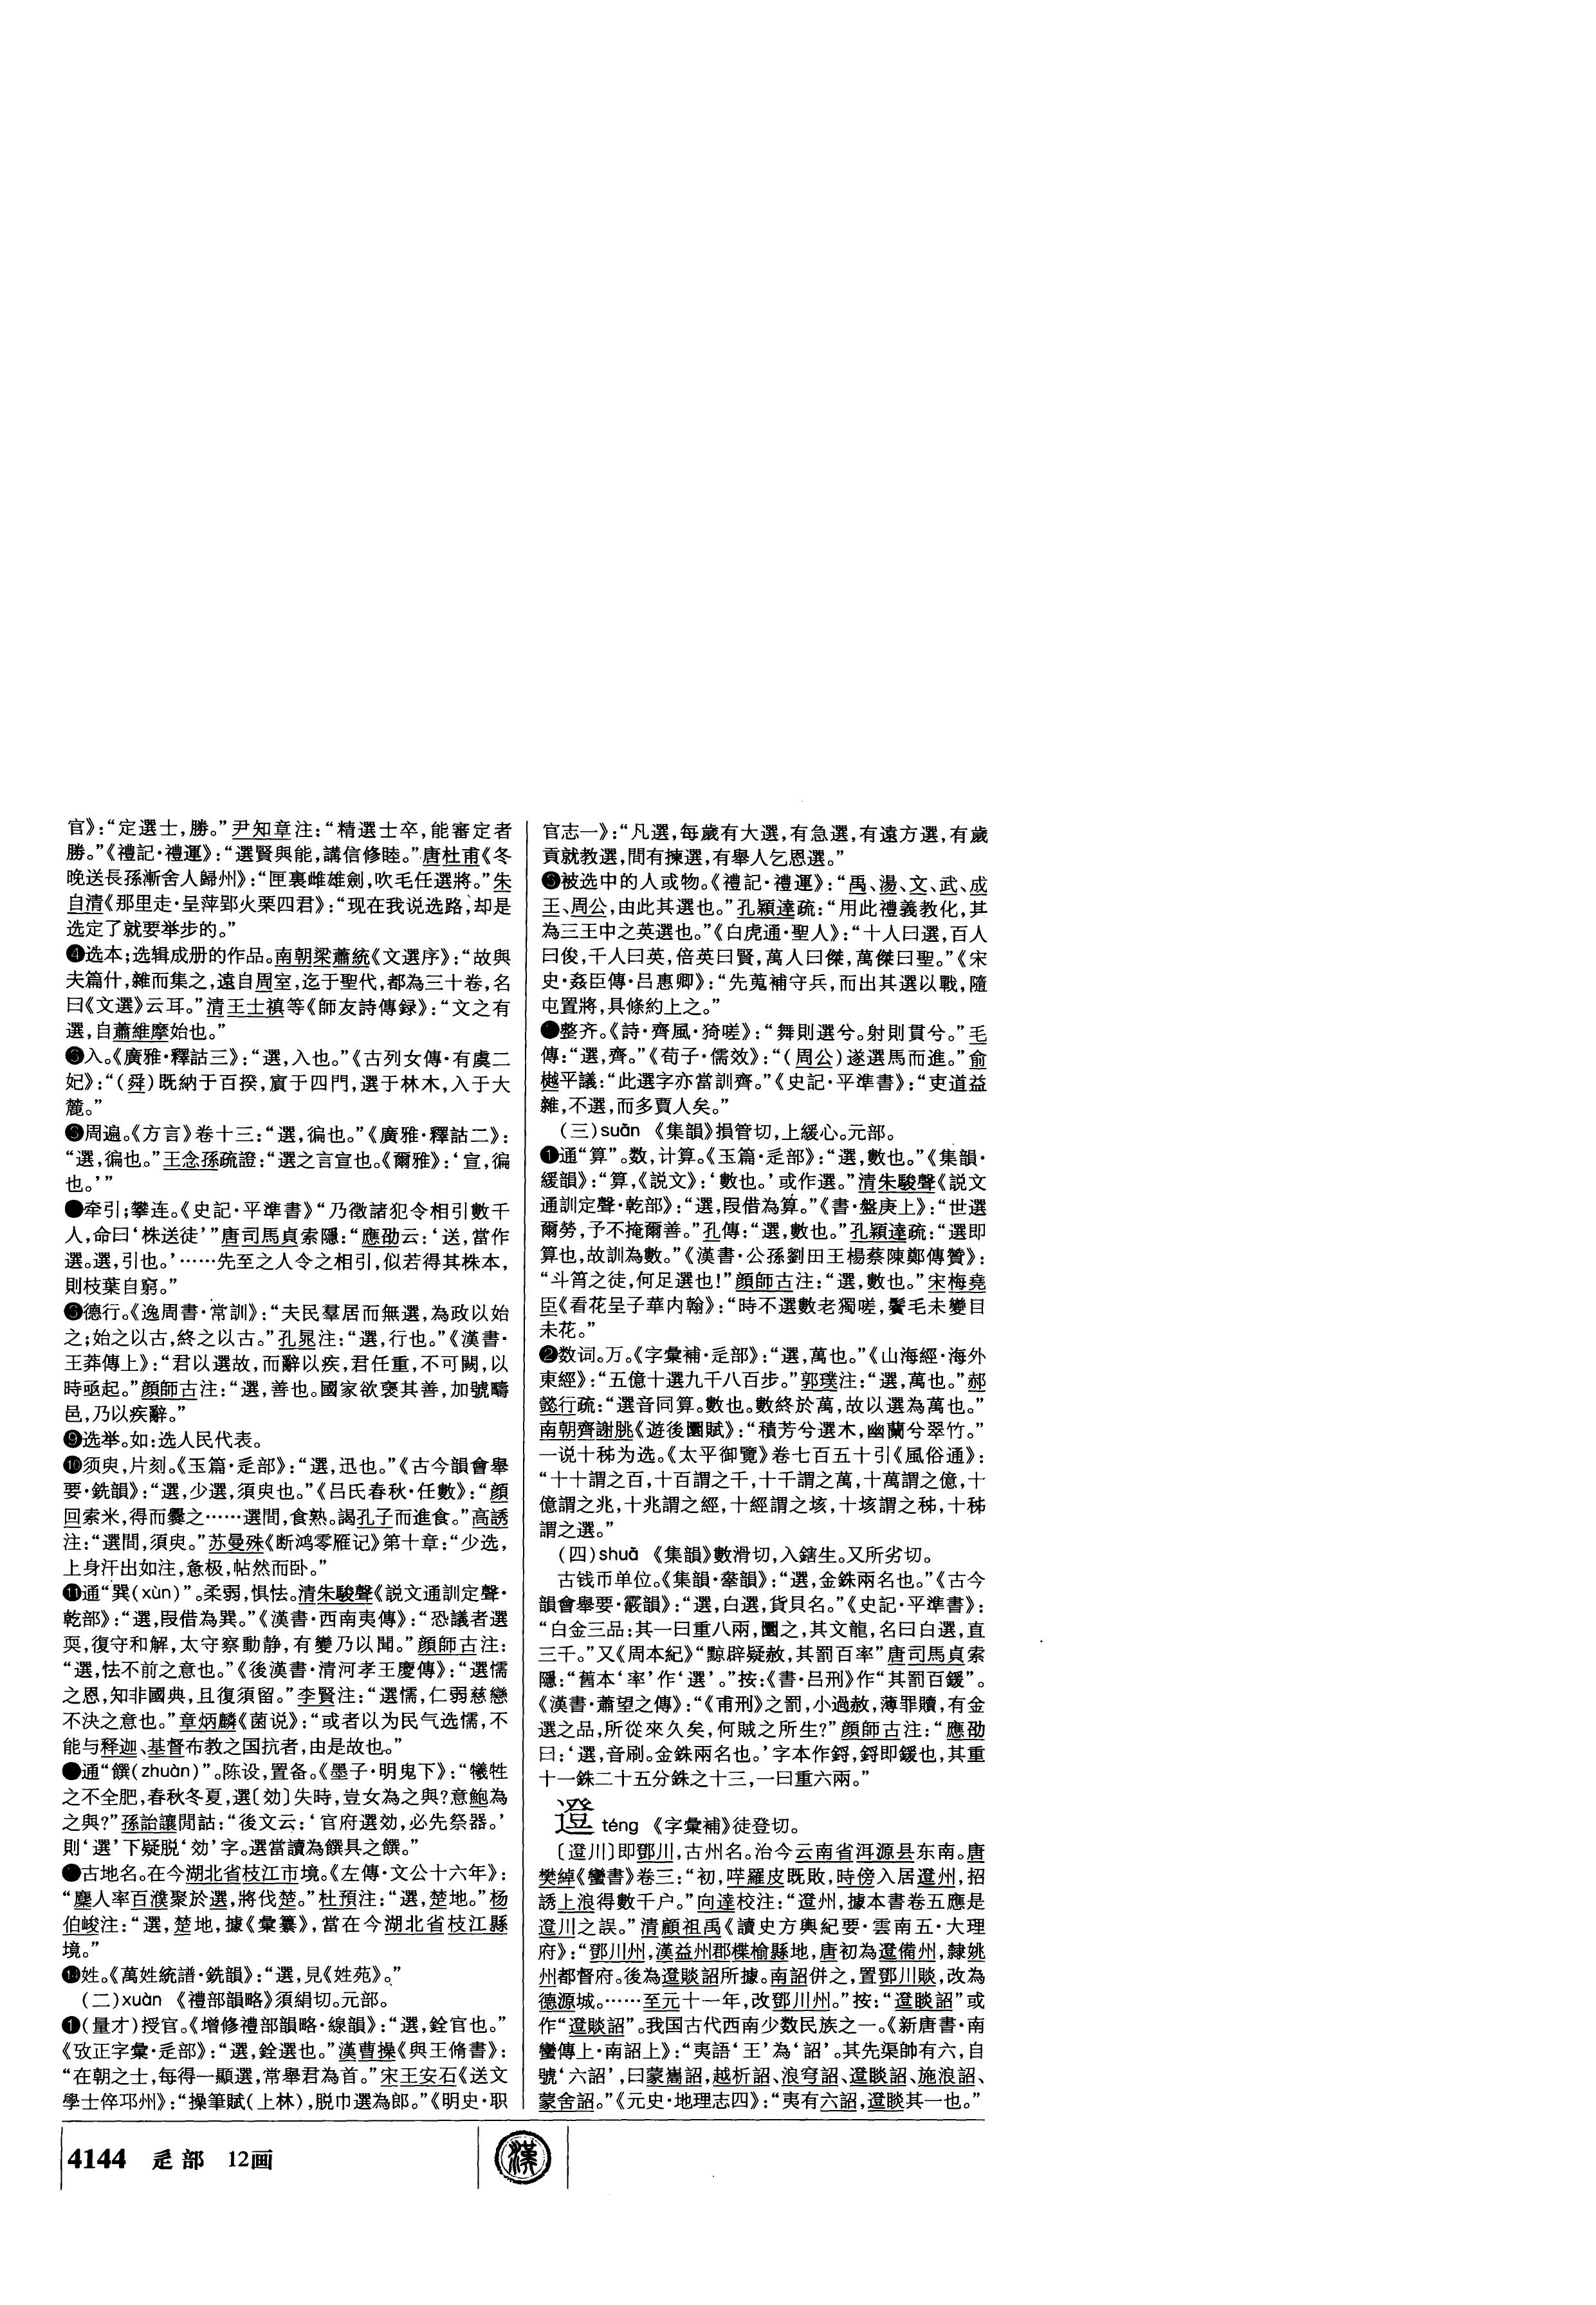 官》：“定選士，勝。”尹知章注：“精選士卒，能審定者
勝。”《禮記·禮運》：“選賢與能，講信修睦。”唐杜甫《冬
晚送長孫漸舍人歸州》：“匣裏雌雄劍，吹毛任選將。”朱
自清《那里走·呈萍郢火栗四君》：“现在我说选路，却是
选定了就要举步的。”
❹选本；选辑成册的作品。南朝梁蕭統《文選序》：“故與
夫篇什，雜而集之，遠自周室，迄于聖代，都為三十卷，名
曰《文選》云耳。”清王士禛等《師友詩傳録》：“文之有
選，自蕭維摩始也。”
入。《廣雅·釋詁三》：“選，入也。”《古列女傳·有虞二
妃》：“（舜）既納于百揆，賓于四門，選于林木，入于大
麓。”
周遍。《方言》卷十三：“選，徧也。”《廣雅·釋詁二》：
“選，徧也。”王念孫疏證：“選之言宣也。《爾雅》：‘宣，徧
也。’”
●牵引；攀连。《史記·平準書》“乃徵諸犯令相引數千
人，命曰‘株送徒’”唐司馬貞索隱：“應劭云：‘送，當作
選。選，引也。’……先至之人令之相引，似若得其株本，
則枝葉自窮。”
德行。《逸周書·常訓》：“夫民羣居而無選，為政以始
之；始之以古，終之以古。”孔晁注：“選，行也。”《漢書·
王莽傳上》：“君以選故，而辭以疾，君任重，不可闕，以
時亟起。”顔師古注：“選，善也。國家欲褒其善，加號疇
邑，乃以疾辭。”
❾选举。如：选人民代表。
❿须臾，片刻。《玉篇·辵部》：“選，迅也。”《古今韻會舉
要·銑韻》：“選，少選，須臾也。”《吕氏春秋·任數》：“顔
回索米，得而爨之……選間，食熟。謁孔子而進食。”高誘
注：“選間，須臾。”苏曼殊《断鸿零雁记》第十章：“少选，
上身汗出如注，惫极，帖然而卧。”
⓫通“巽（xùn）”。柔弱，惧怯。清朱駿聲《説文通訓定聲·
乾部》：“選，叚借為巽。”《漢書·西南夷傳》：“恐議者選
耎，復守和解，太守察動静，有變乃以聞。”顔師古注：
“選，怯不前之意也。”《後漢書·清河孝王慶傳》：“選懦
之恩，知非國典，且復須留。”李賢注：“選懦，仁弱慈戀
不決之意也。”章炳麟《菌说》：“或者以为民气选懦，不
能与释迦、基督布教之国抗者，由是故也。”
●通“饌（zhuàn）”。陈设，置备。《墨子·明鬼下》：“犧牲
之不全肥，春秋冬夏，選〔効〕失時，豈女為之與？意鮑為
之與？”孫詒讓閒詁：“後文云：‘官府選効，必先祭器。’
則‘選’下疑脱‘効’字。選當讀為饌具之饌。”
●古地名。在今湖北省枝江市境。《左傳·文公十六年》：
“麇人率百濮聚於選，將伐楚。”杜預注：“選，楚地。”杨
伯峻注：“選，楚地，據《彙纂》，當在今湖北省枝江縣
境。”
⓮姓。《萬姓統譜·銑韻》：“選，見《姓苑》。”
（二）xuàn 《禮部韻略》須絹切。元部。
❶（量才）授官。《增修禮部韻略·線韻》：“選，銓官也。”
《攷正字彙·辵部》：“選，銓選也。”漢曹操《與王脩書》：
“在朝之士，每得一顯選，常舉君為首。”宋王安石《送文
學士倅邛州》：“操筆賦（上林），脱巾選為郎。”《明史·职
官志一》：“凡選，每歲有大選，有急選，有遠方選，有歲
貢就教選，間有揀選，有舉人乞恩選。”
被选中的人或物。《禮記·禮運》：“禹、湯、文、武、成
王、周公，由此其選也。”孔穎達疏：“用此禮義教化，其
為三王中之英選也。”《白虎通·聖人》：“十人曰選，百人
曰俊，千人曰英，倍英曰賢，萬人曰傑，萬傑曰聖。”《宋
史·姦臣傳·吕惠卿》：“先蒐補守兵，而出其選以戰，隨
屯置將，具條約上之。”
●整齐。《詩·齊風·猗嗟》：“舞則選兮。射則貫兮。”毛
傳：“選，齊。”《荀子·儒效》：“（周公）遂選馬而進。”俞
樾平議：“此選字亦當訓齊。”《史記·平準書》：“吏道益
雜，不選，而多賈人矣。”
（三）suǎn 《集韻》損管切，上緩心。元部。
❶通“算”。数，计算。《玉篇·辵部》：“選，數也。”《集韻·
緩韻》：“算，《説文》：‘數也。’或作選。”清朱駿聲《説文
通訓定聲·乾部》：“選，叚借為算。”《書·盤庚上》：“世選
爾勞，予不掩爾善。”孔傳：“選，數也。”孔穎達疏：“選即
算也，故訓為數。”《漢書·公孫劉田王楊蔡陳鄭傳贊》：
“斗筲之徒，何足選也！”顔師古注：“選，數也。”宋梅堯
臣《看花呈子華内翰》：“時不選數老獨嗟，鬢毛未變目
未花。”
❷数词。万。《字彙補·辵部》：“選，萬也。”《山海經·海外
東經》：“五億十選九千八百步。”郭璞注：“選，萬也。”郝
懿行疏：“選音同算。數也。數終於萬，故以選為萬也。”
南朝齊謝朓《遊後園賦》：“積芳兮選木，幽蘭兮翠竹。”
一说十秭为选。《太平御覽》卷七百五十引《風俗通》：
“十十謂之百，十百謂之千，十千謂之萬，十萬謂之億，十
億謂之兆，十兆謂之經，十經謂之垓，十垓謂之秭，十秭
謂之選。”
（四）shuā 《集韻》數滑切，入鎋生。又所劣切。
古钱币单位。《集韻·舝韻》：“選，金銖兩名也。”《古今
韻會舉要·霰韻》：“選，白選，貨貝名。”《史記·平準書》：
“白金三品：其一曰重八兩，圜之，其文龍，名曰白選，直
三千。”又《周本紀》“黥辟疑赦，其罰百率”唐司馬貞索
隱：“舊本‘率’作‘選’。”按：《書·吕刑》作“其罰百鍰”。
《漢書·蕭望之傳》：“《甫刑》之罰，小過赦，薄罪贖，有金
選之品，所從來久矣，何賊之所生？”顔師古注：“應劭
曰：‘選，音刷。金銖兩名也。’字本作鋝，鋝即鍰也，其重
十一銖二十五分銖之十三，一曰重六兩。”
邆 téng 《字彙補》徒登切。
〔邆川〕即鄧川，古州名。治今云南省洱源县东南。唐
樊綽《蠻書》卷三：“初，咩羅皮既敗，時傍入居邆州，招
誘上浪得數千户。”向達校注：“邆州，據本書卷五應是
邆川之誤。”清顧祖禹《讀史方輿紀要·雲南五·大理
府》：“鄧川州，漢益州郡楪榆縣地，唐初為邆備州，隸姚
州都督府。後為邆賧詔所據。南詔併之，置鄧川賧，改為
德源城。……至元十一年，改鄧川州。”按：“邆睒詔”或
作“邆賧詔”。我国古代西南少数民族之一。《新唐書·南
蠻傳上·南詔上》：“夷語‘王’為‘詔’。其先渠帥有六，自
號‘六詔’，曰蒙巂詔，越析詔、浪穹詔、邆睒詔、施浪詔、
蒙舍詔。”《元史·地理志四》：“夷有六詔，邆睒其一也。”
4144 辵部 12画
漢